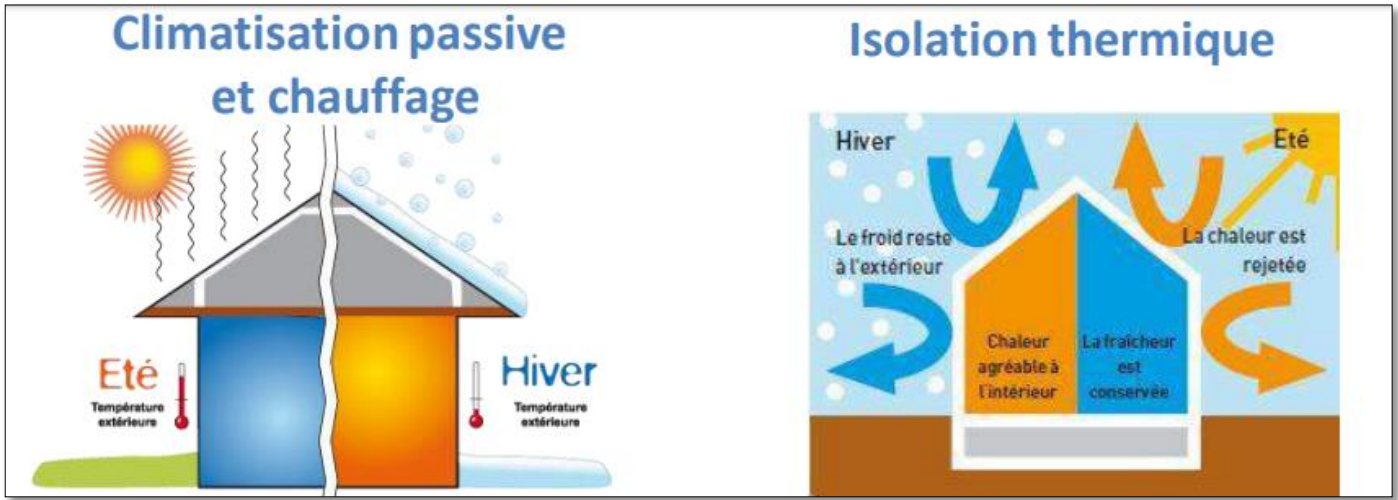 Climatisation passive
et chauffage
Eté
Température
extérieure
Hiver
Température
extérieure
Isolation thermique
Hiver
Eté
Le froid reste
à l'extérieur
La chaleur est
rejetée
Chaleur
agréable à
l'intérieur
La fraîcheur
est
conservée